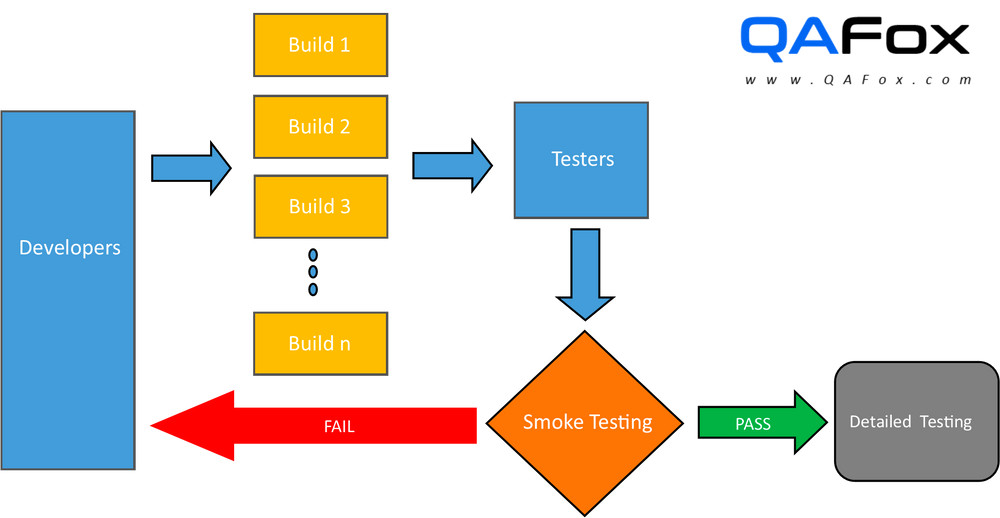 QAFox
www.QAFox.com
Build 1
Build 2
Build 3
Build n
Developers
Testers
Smoke Testing
FAIL
PASS
Detailed Testing